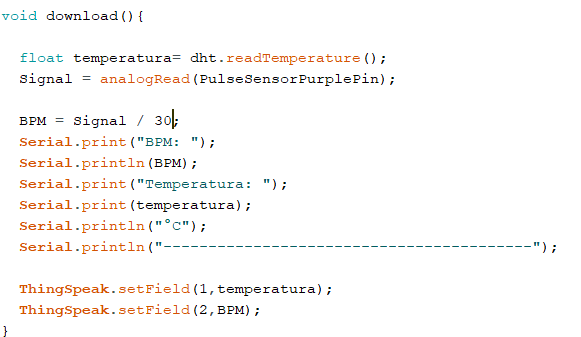 void download(){
float temperatura= dht.readTemperature();
Signal = analogRead(PulseSensorPurplePin);
BPM = Signal / 30;
Serial.print("BPM: ");
Serial.println(BPM);
Serial.print("Temperatura: ");
Serial.print(temperatura);
Serial.println("°C");
Serial.println("-----------------------------------------");
ThingSpeak.setField(1,temperatura);
ThingSpeak.setField(2,BPM);
}